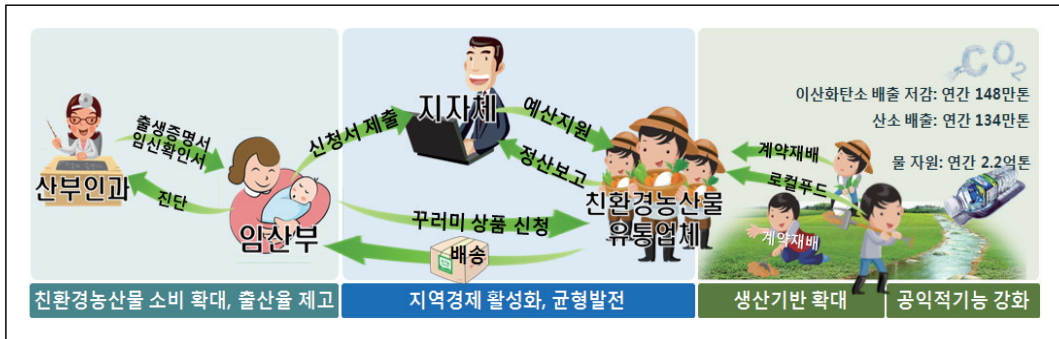 CO₂
이산화탄소 배출 저감: 연간 148만톤
산소 배출: 연간 134만톤
물 자원: 연간 2.2억톤
산부인과
출생증명서
임신확인서
진단
임산부
신청서 제출
지자체
예산지원
정산보고
꾸러미 상품 신청
배송
친환경농산물
유통업체
계약재배
로컬푸드
계약재배
친환경농산물 소비 확대, 출산율 제고
지역경제 활성화, 균형발전
생산기반 확대
공익적기능 강화